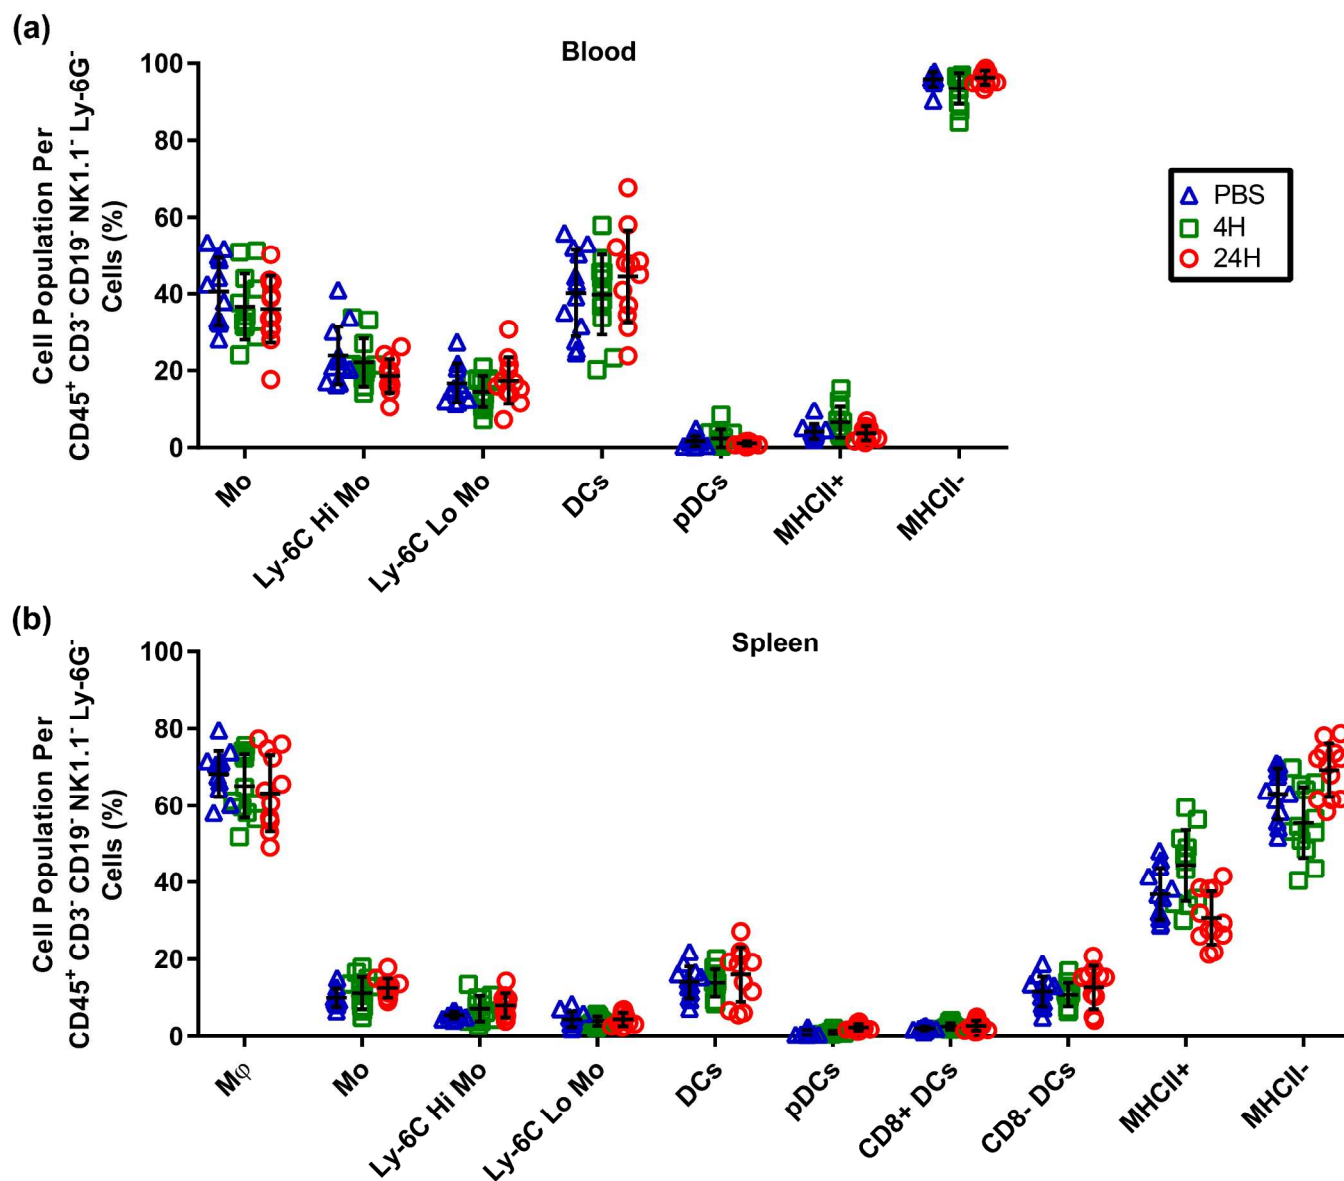 (a)
Blood
Cell Population Per
CD45⁺ CD3⁻ CD19⁻ NK1.1⁻ Ly-6G⁻
Cells (%)
100
80
60
40
20
0
Mo
Ly-6C Hi Mo
Ly-6C Lo Mo
DCs
pDCs
MHCII+
MHCII-
PBS
4H
24H
(b)
Spleen
Cell Population Per
CD45⁺ CD3⁻ CD19⁻ NK1.1⁻ Ly-6G⁻
Cells (%)
100
80
60
40
20
0
Mφ
Mo
Ly-6C Hi Mo
Ly-6C Lo Mo
DCs
pDCs
CD8+ DCs
CD8- DCs
MHCII+
MHCII-